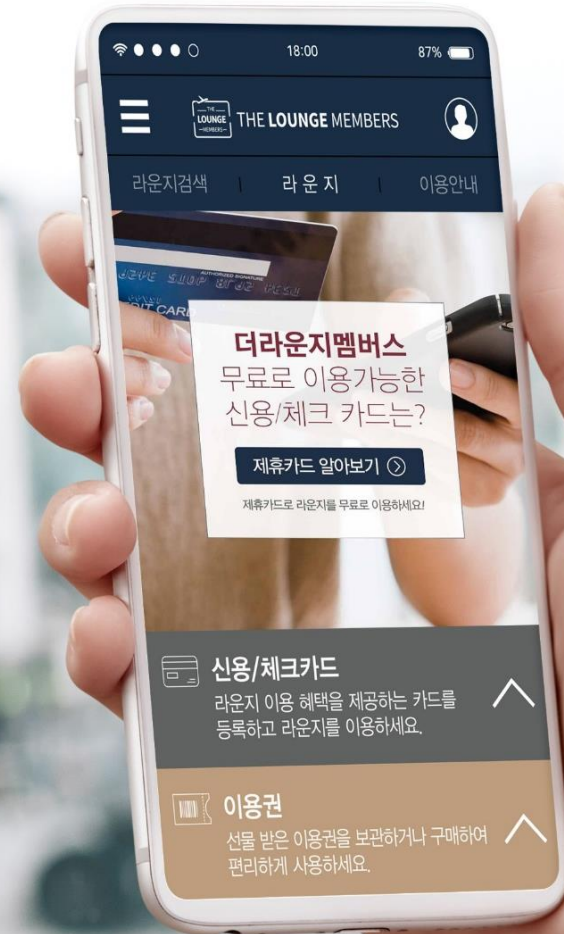 18:00
87%
THE
LOUNGE
-MEMBERS-
THE LOUNGE MEMBERS
라운지검색 | 라운지 | 이용안내
AUTHORIZED SIGNATURE
더라운지멤버스
무료로 이용가능한
신용/체크 카드는?
제휴카드 알아보기
제휴카드로 라운지를 무료로 이용하세요!
신용/체크카드
라운지 이용 혜택을 제공하는 카드를
등록하고 라운지를 이용하세요.
이용권
선물 받은 이용권을 보관하거나 구매하여
편리하게 사용하세요.